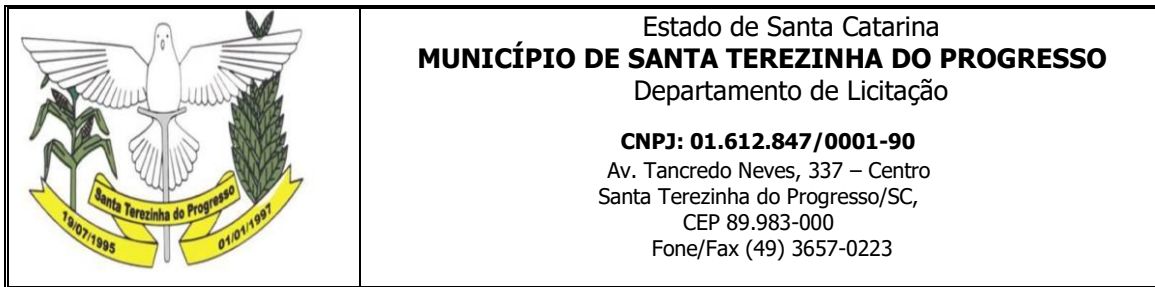 19/07/1995
Santa Terezinha do Progresso
01/01/1997
Estado de Santa Catarina
MUNICÍPIO DE SANTA TEREZINHA DO PROGRESSO
Departamento de Licitação
CNPJ: 01.612.847/0001-90
Av. Tancredo Neves, 337 – Centro
Santa Terezinha do Progresso/SC,
CEP 89.983-000
Fone/Fax (49) 3657-0223